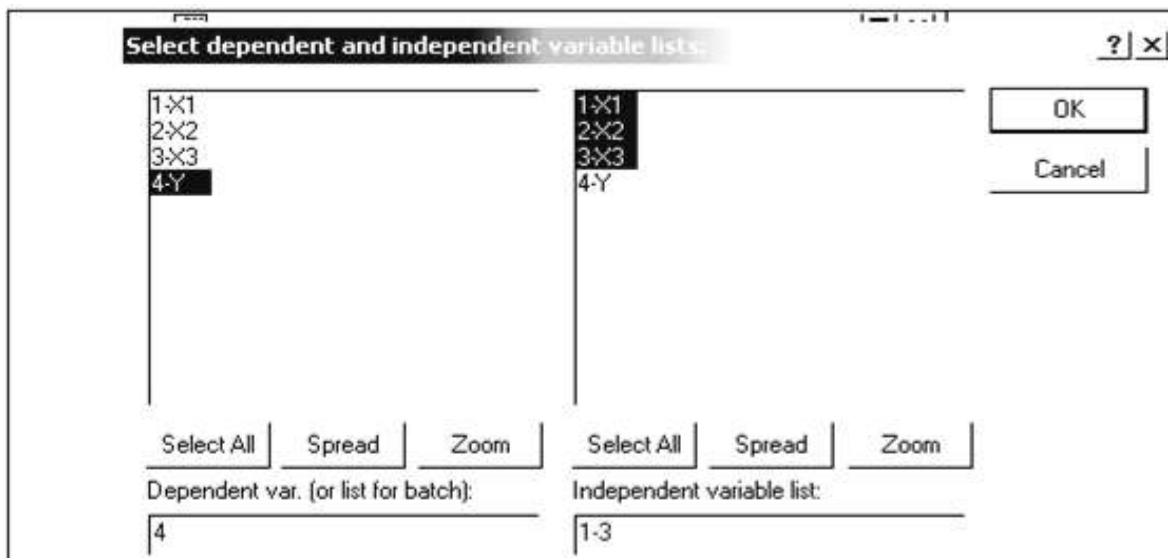 Select dependent and independent variable lists:
? ×
1-X1
2-X2
3-X3
4-Y
1-X1
2-X2
3-X3
4-Y
OK
Cancel
Select All Spread Zoom Select All Spread Zoom
Dependent var. (or list for batch): Independent variable list:
4 1-3